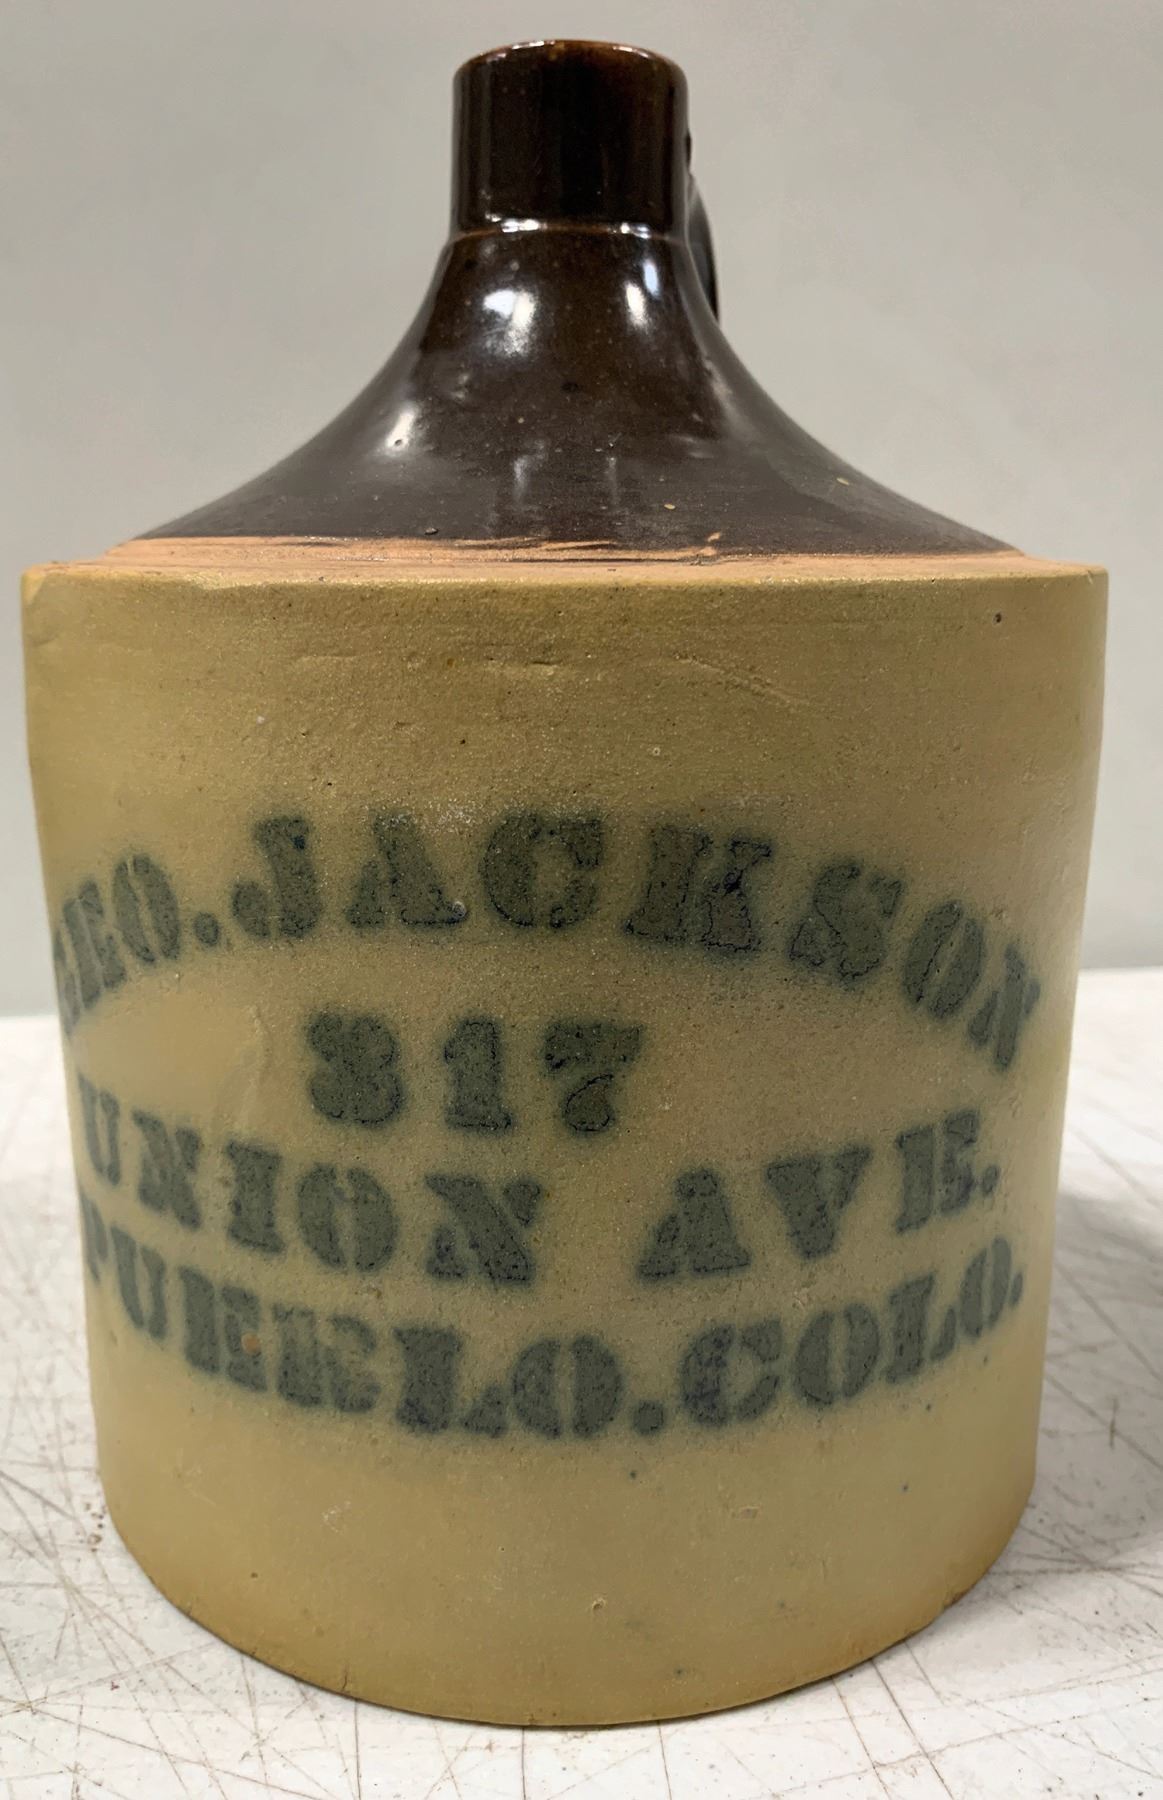 GEO. JACKSON
317
UNION AVE.
PUEBLO. COLO.